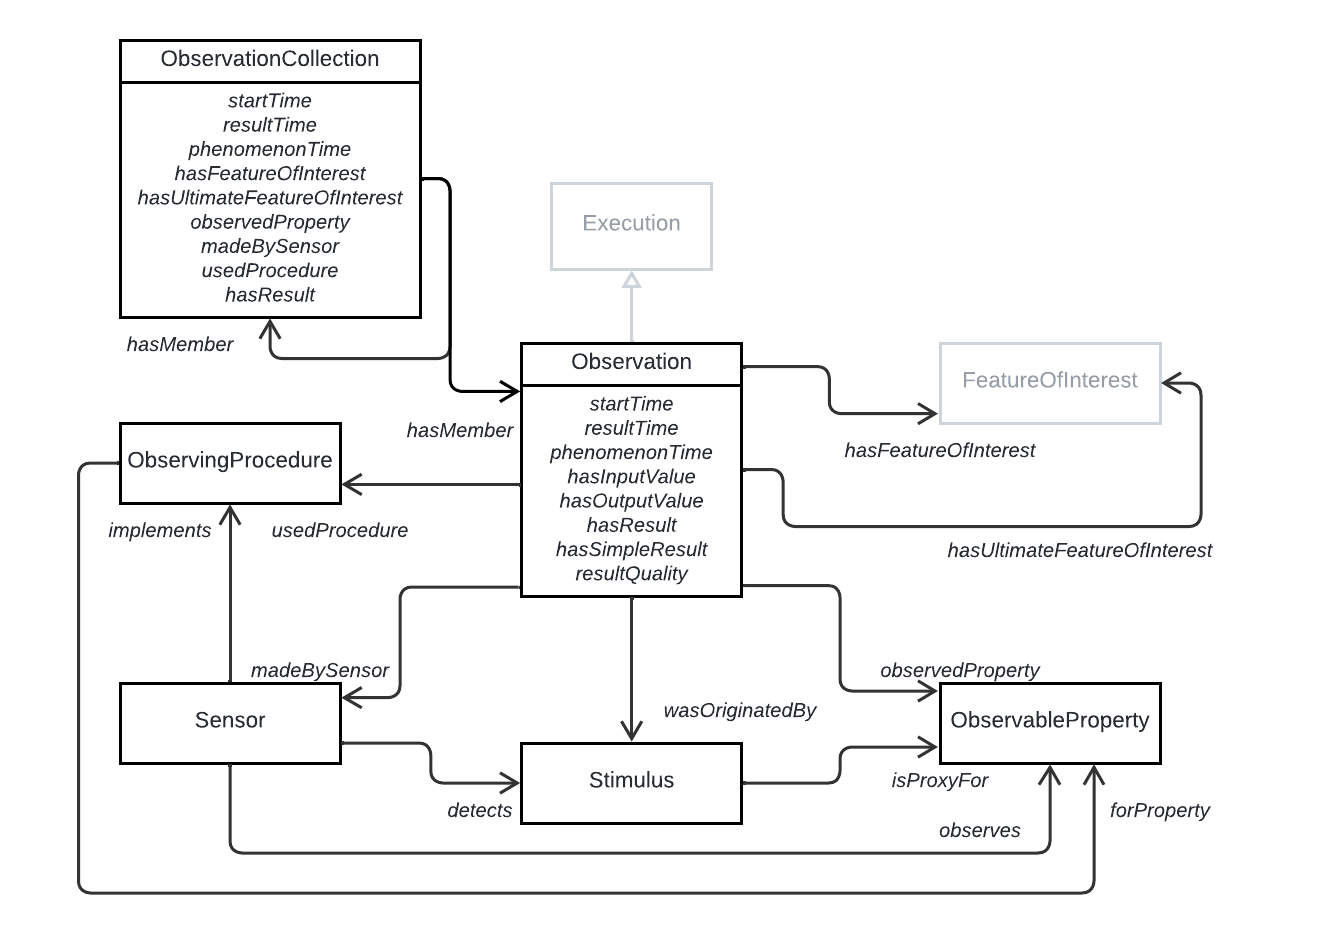 ObservationCollection
startTime
resultTime
phenomenonTime
hasFeatureOfInterest
hasUltimateFeatureOfInterest
observedProperty
madeBySensor
usedProcedure
hasResult
hasMember
Execution
Observation
startTime
resultTime
phenomenonTime
hasInputValue
hasOutputValue
hasResult
hasSimpleResult
resultQuality
hasMember
FeatureOfInterest
hasFeatureOfInterest
hasUltimateFeatureOfInterest
ObservingProcedure
implements
usedProcedure
madeBySensor
Sensor
detects
wasOriginatedBy
Stimulus
observedProperty
ObservableProperty
isProxyFor
observes
forProperty